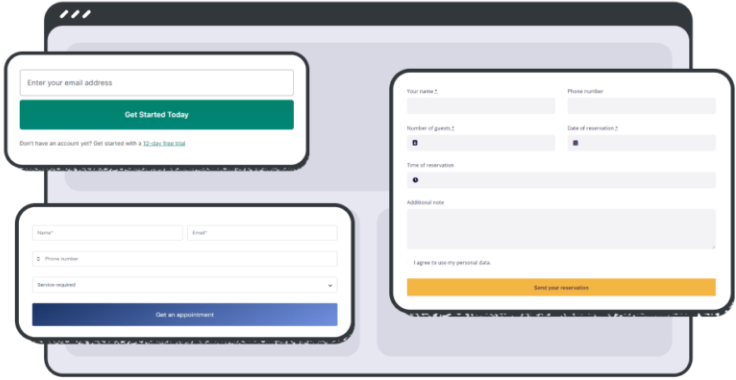 Enter your email address
Get Started Today
Don't have an account yet? Get started with a 12-day free trial
Name*
Email*
Phone number
Service required
Get an appointment
Your name *
Phone number
Number of guests *
Date of reservation *
Time of reservation
Additional note
I agree to use my personal data.
Send your reservation